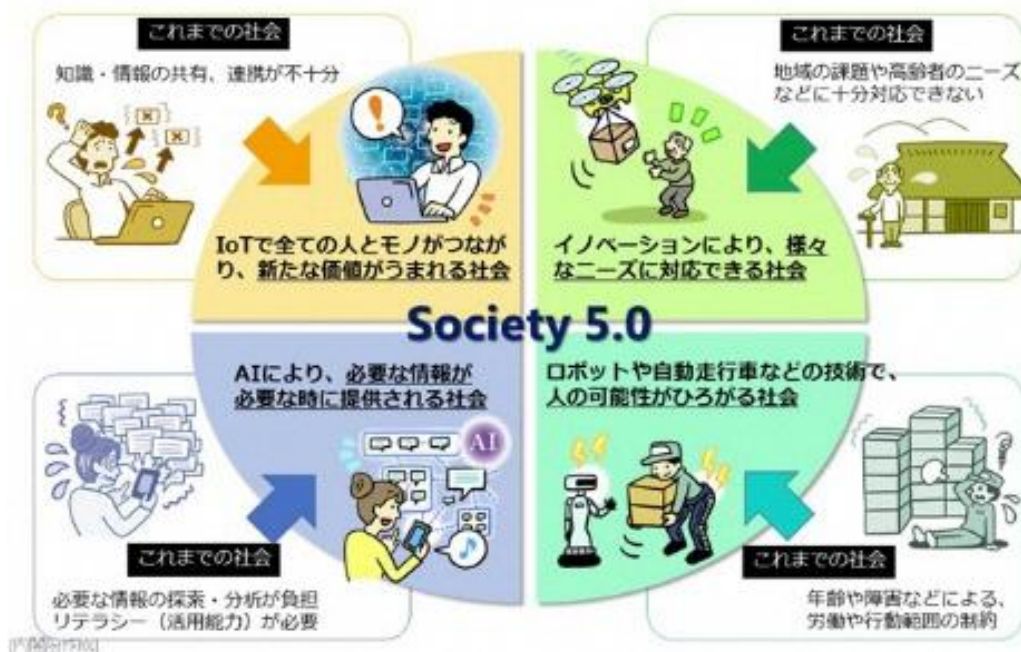 これまでの社会
知識・情報の共有、連携が不十分
IoTで全ての人とモノがつなが
り、新たな価値がうまれる社会
これまでの社会
地域の課題や高齢者のニーズ
などに十分対応できない
イノベーションにより、様々
なニーズに対応できる社会
Society 5.0
AIにより、必要な情報が
必要な時に提供される社会
AI
これまでの社会
必要な情報の探索・分析が負担
リテラシー（活用能力）が必要
ロボットや自動走行車などの技術で、
人の可能性がひろがる社会
これまでの社会
年齢や障害などによる、
労働や行動範囲の制約